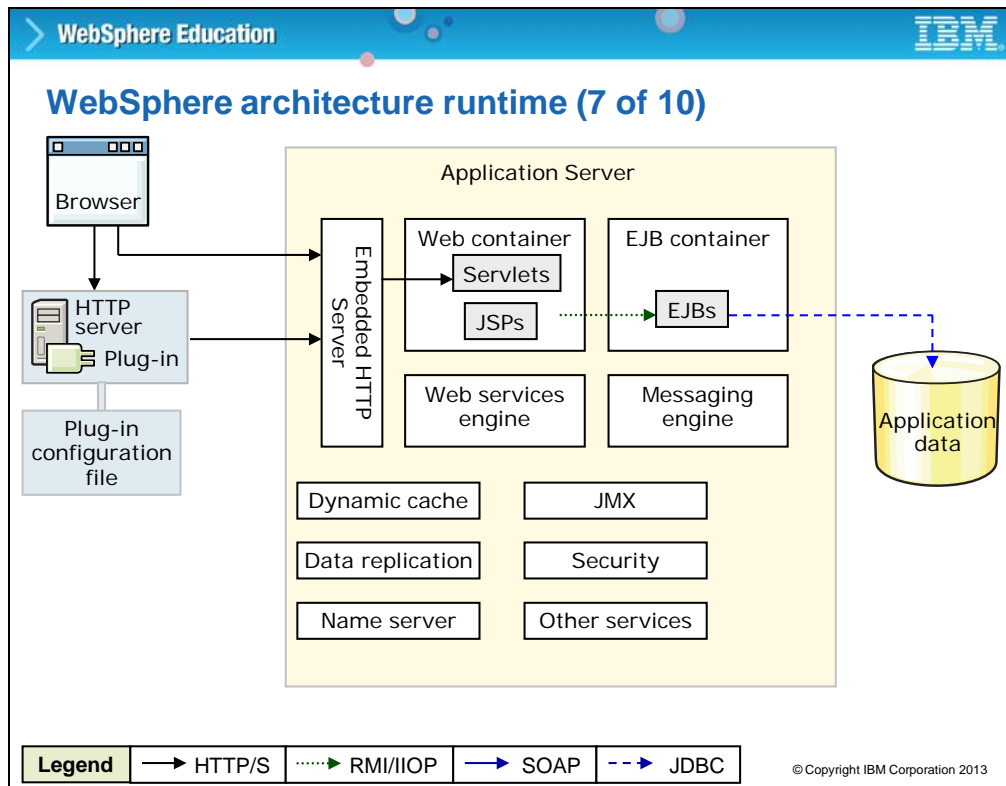 WebSphere Education
IBM
WebSphere architecture runtime (7 of 10)
Browser
HTTP
server
Plug-in
Plug-in
configuration
file
Application Server
Embedded HTTP
Server
Web container
Servlets
JSPs
EJB container
EJBs
Web services
engine
Messaging
engine
Dynamic cache
JMX
Data replication
Security
Name server
Other services
Application
data
Legend
HTTP/S
RMI/IIOP
SOAP
JDBC
© Copyright IBM Corporation 2013